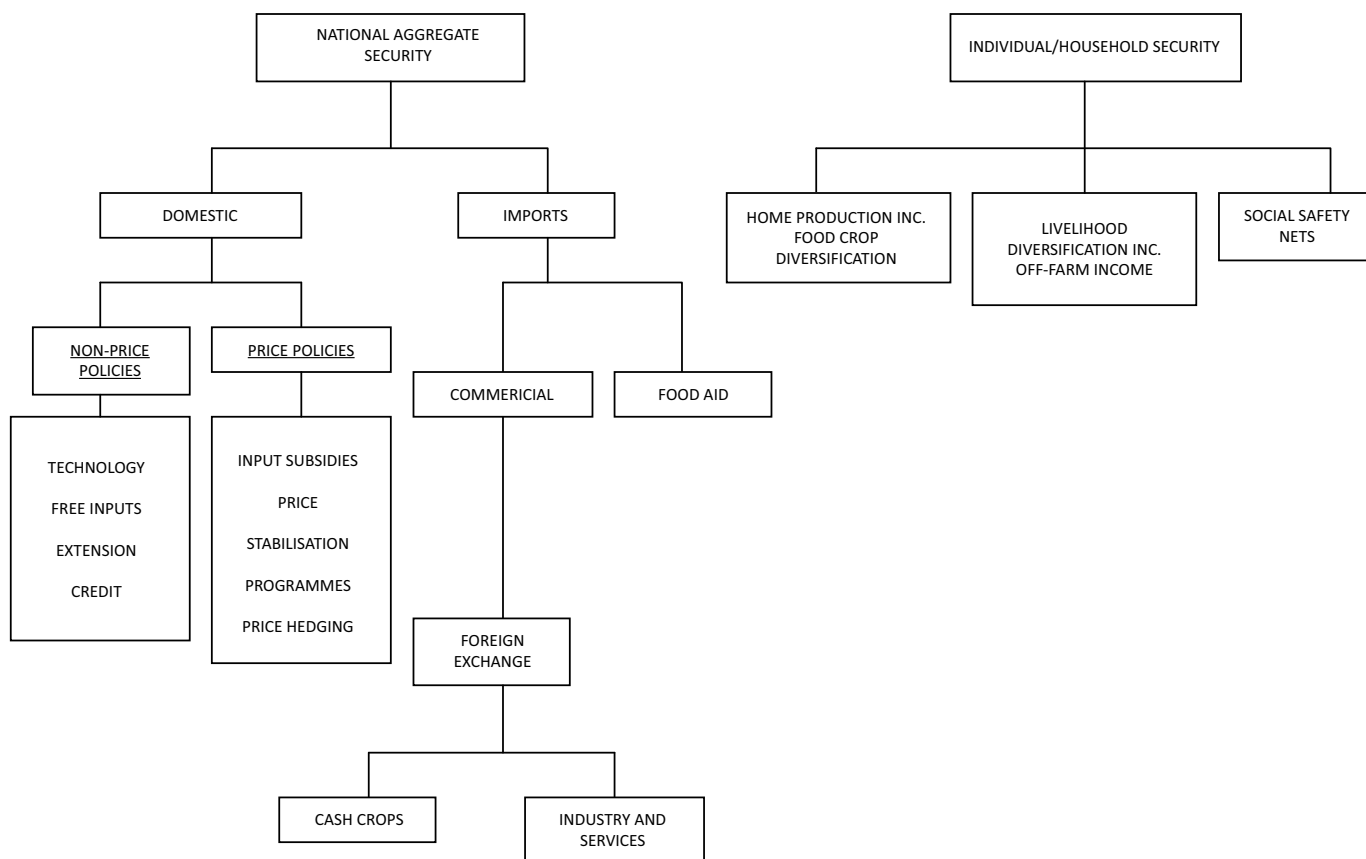 NATIONAL AGGREGATE
SECURITY
INDIVIDUAL/HOUSEHOLD SECURITY
DOMESTIC
IMPORTS
HOME PRODUCTION INC.
FOOD CROP
DIVERSIFICATION
LIVELIHOOD
DIVERSIFICATION INC.
OFF-FARM INCOME
SOCIAL SAFETY
NETS
NON-PRICE
POLICIES
PRICE POLICIES
COMMERICIAL
FOOD AID
TECHNOLOGY
FREE INPUTS
EXTENSION
CREDIT
INPUT SUBSIDIES
PRICE
STABILISATION
PROGRAMMES
PRICE HEDGING
FOREIGN
EXCHANGE
CASH CROPS
INDUSTRY AND
SERVICES